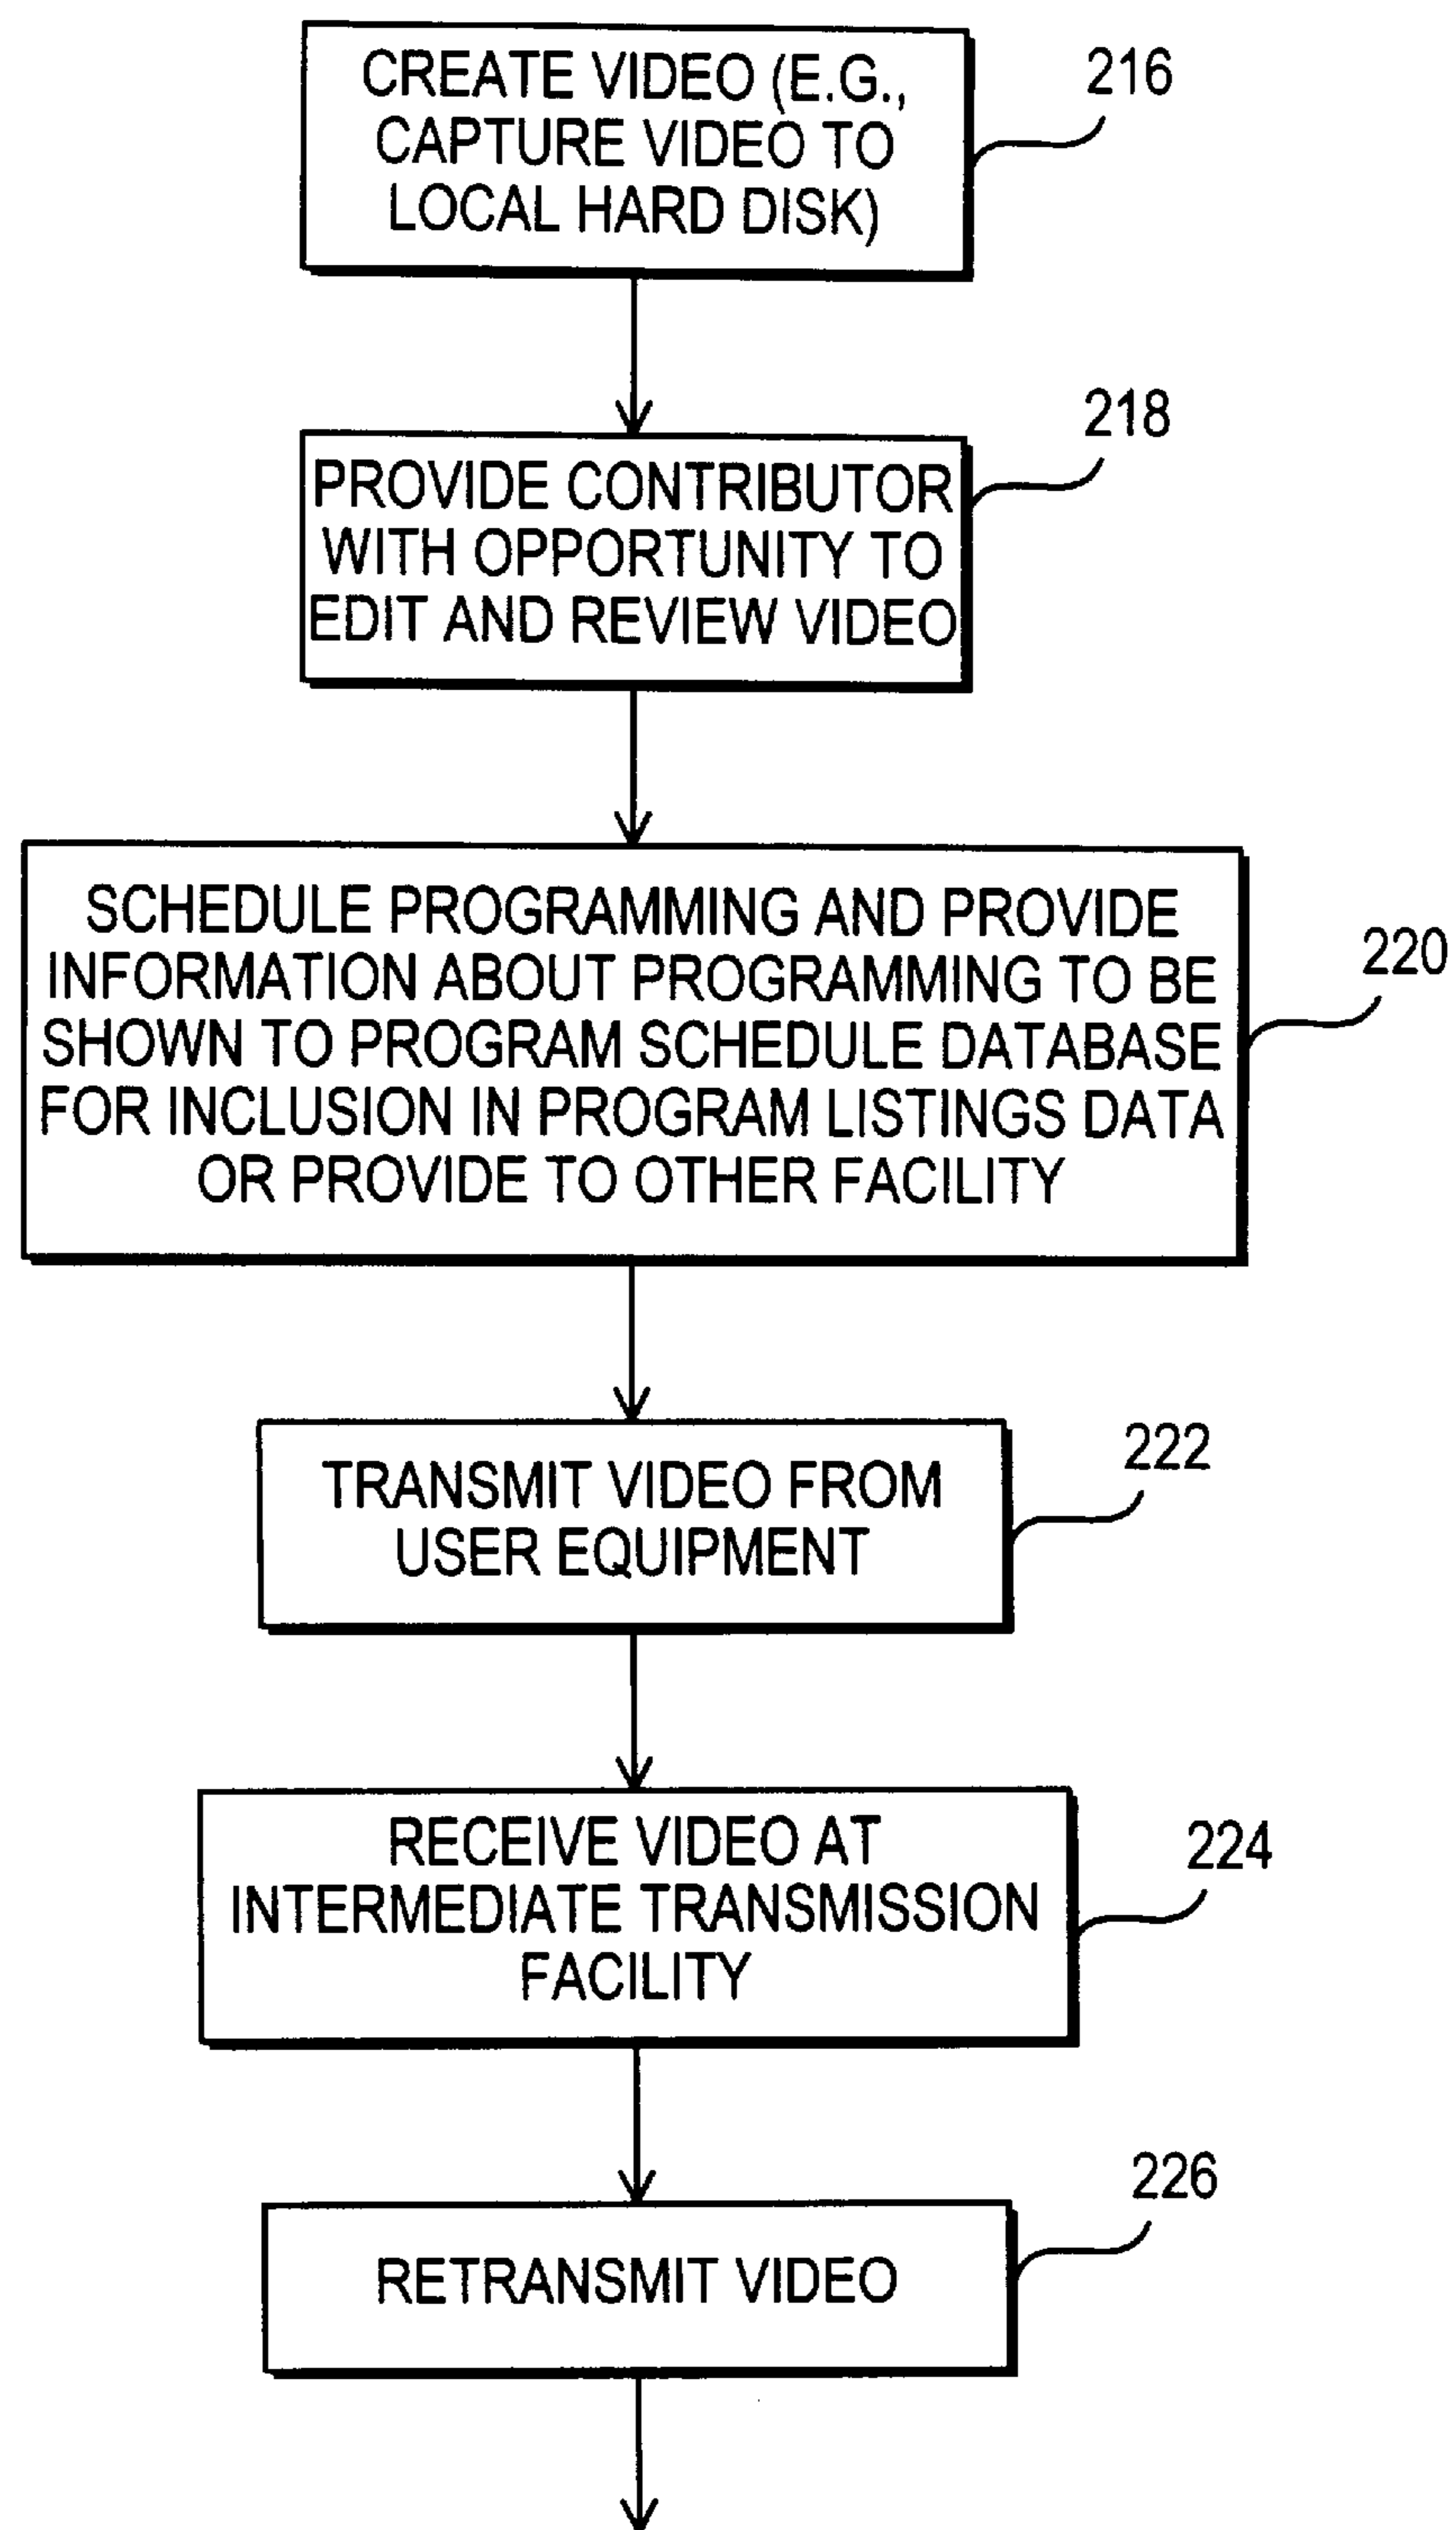 CREATE VIDEO (E.G.,
CAPTURE VIDEO TO
LOCAL HARD DISK)
216
PROVIDE CONTRIBUTOR
WITH OPPORTUNITY TO
EDIT AND REVIEW VIDEO
218
SCHEDULE PROGRAMMING AND PROVIDE
INFORMATION ABOUT PROGRAMMING TO BE
SHOWN TO PROGRAM SCHEDULE DATABASE
FOR INCLUSION IN PROGRAM LISTINGS DATA
OR PROVIDE TO OTHER FACILITY
220
TRANSMIT VIDEO FROM
USER EQUIPMENT
222
RECEIVE VIDEO AT
INTERMEDIATE TRANSMISSION
FACILITY
224
RETRANSMIT VIDEO
226